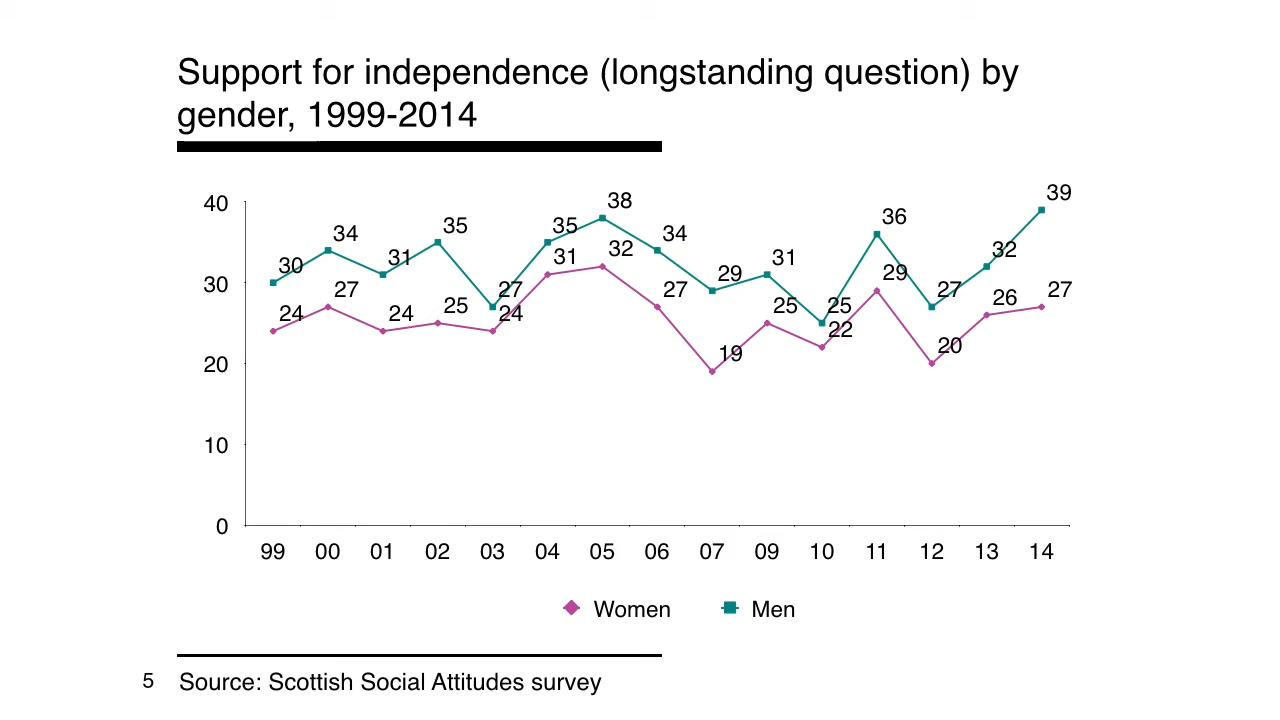 Support for independence (longstanding question) by
gender, 1999-2014
40
30
20
10
0
30 34 31 35 27 35 38 34 29 31 25 36 27 32 39
24 27 24 25 24 31 32 27 19 25 22 29 20 26 27
99 00 01 02 03 04 05 06 07 09 10 11 12 13 14
Women Men
5 Source: Scottish Social Attitudes survey